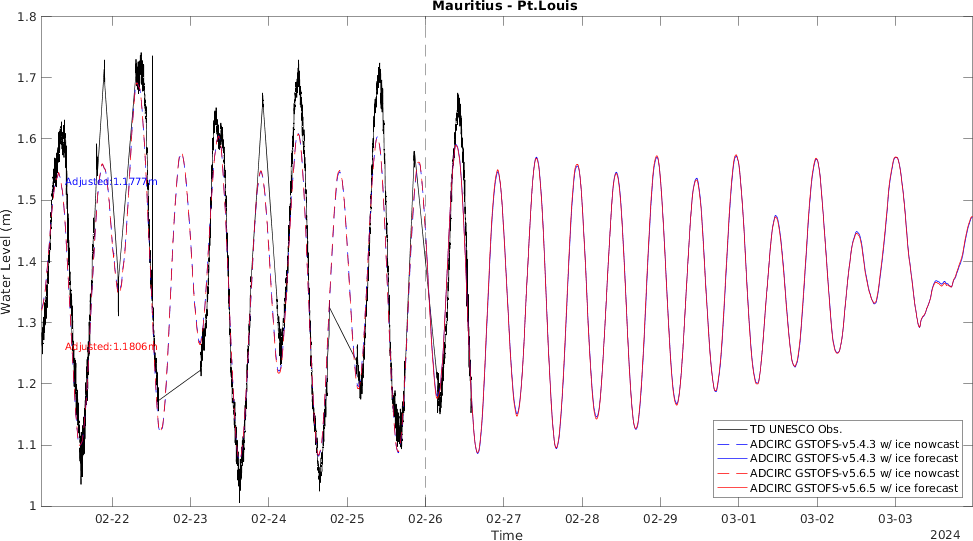 Mauritius - Pt.Louis
1.8
1.7
1.6
1.5
1.4
1.3
1.2
1.1
1
Water Level (m)
Adjusted:1.1777m
Adjusted:1.1806m
TD UNESCO Obs.
ADCIRC GSTOFS-v5.4.3 w/ ice nowcast
ADCIRC GSTOFS-v5.4.3 w/ ice forecast
ADCIRC GSTOFS-v5.6.5 w/ ice nowcast
ADCIRC GSTOFS-v5.6.5 w/ ice forecast
02-22 02-23 02-24 02-25 02-26 02-27 02-28 02-29 03-01 03-02 03-03
Time
2024